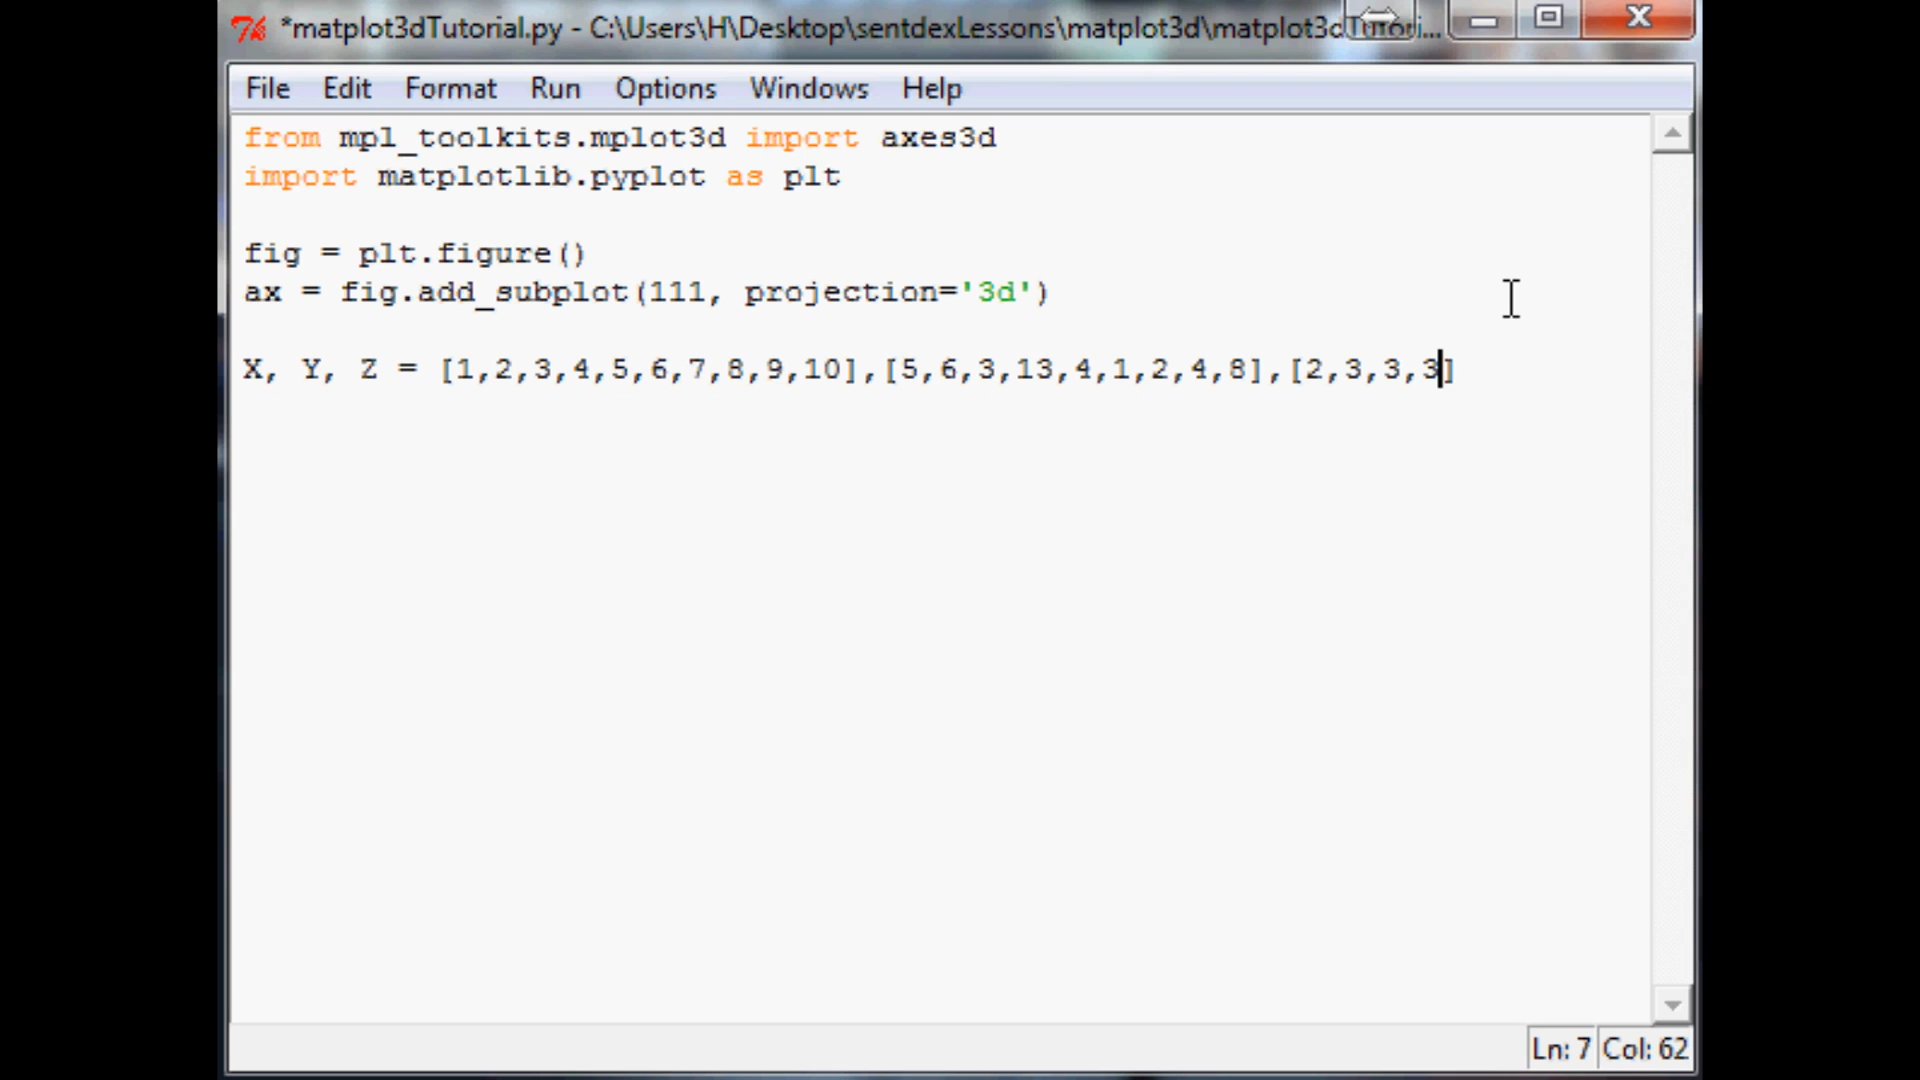 *matplot3dTutorial.py - C:\Users\H\Desktop\sentdexLessons\matplot3d\matplot3dTutori...
File Edit Format Run Options Windows Help
from mpl_toolkits.mplot3d import axes3d
import matplotlib.pyplot as plt
fig = plt.figure()
ax = fig.add_subplot(111, projection='3d')
X, Y, Z = [1,2,3,4,5,6,7,8,9,10],[5,6,3,13,4,1,2,4,8],[2,3,3,3]
Ln: 7 Col: 62